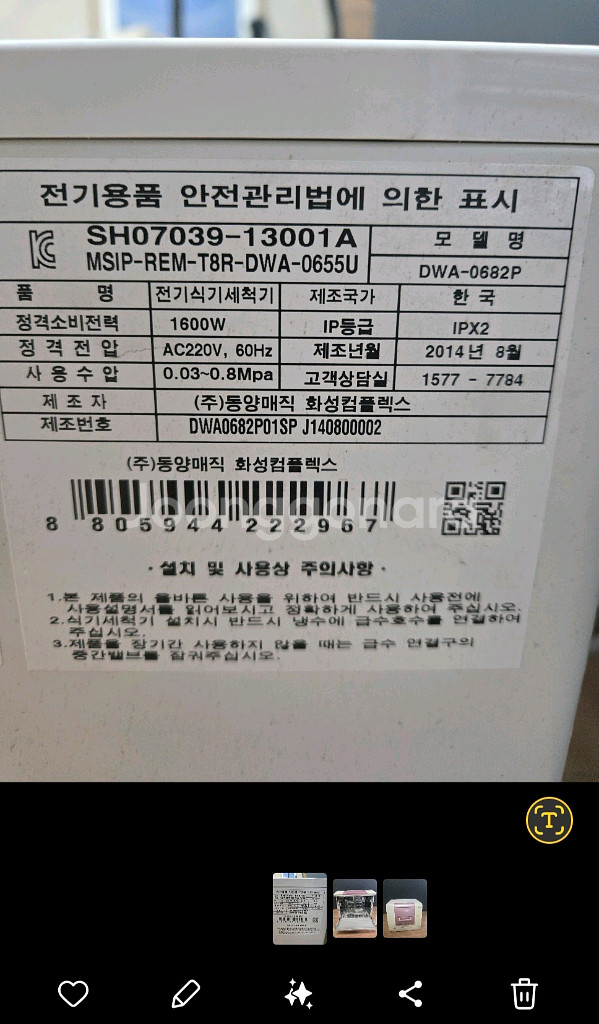 전기용품 안전관리법에 의한 표시
SH07039-13001A
MSIP-REM-T8R-DWA-0655U
모 델 명
DWA-0682P
품 명 전기식기세척기 제조국가 한 국
정격소비전력 1600W IP등급 IPX2
정 격 전 압 AC220V, 60Hz 제조년월 2014년 8월
사 용 수 압 0.03~0.8Mpa 고객상담실 1577 - 7784
제 조 자 (주)동양매직 화성컴플렉스
제조번호 DWA0682P01SP J140800002
(주)동양매직 화성컴플렉스
8 805944 222967
Joonggonara
·설치 및 사용상 주의사항·
1.본 제품의 올바른 사용을 위하여 반드시 사용전에
사용설명서를 읽어보시고 정확하게 사용하여 주십시오.
2.식기세척기 설치시 반드시 냉수에 급수호수를 연결하여
주십시오.
3.제품을 장기간 사용하지 않을 때는 급수 연결구의
중간밸브를 잠궈주십시오.
T